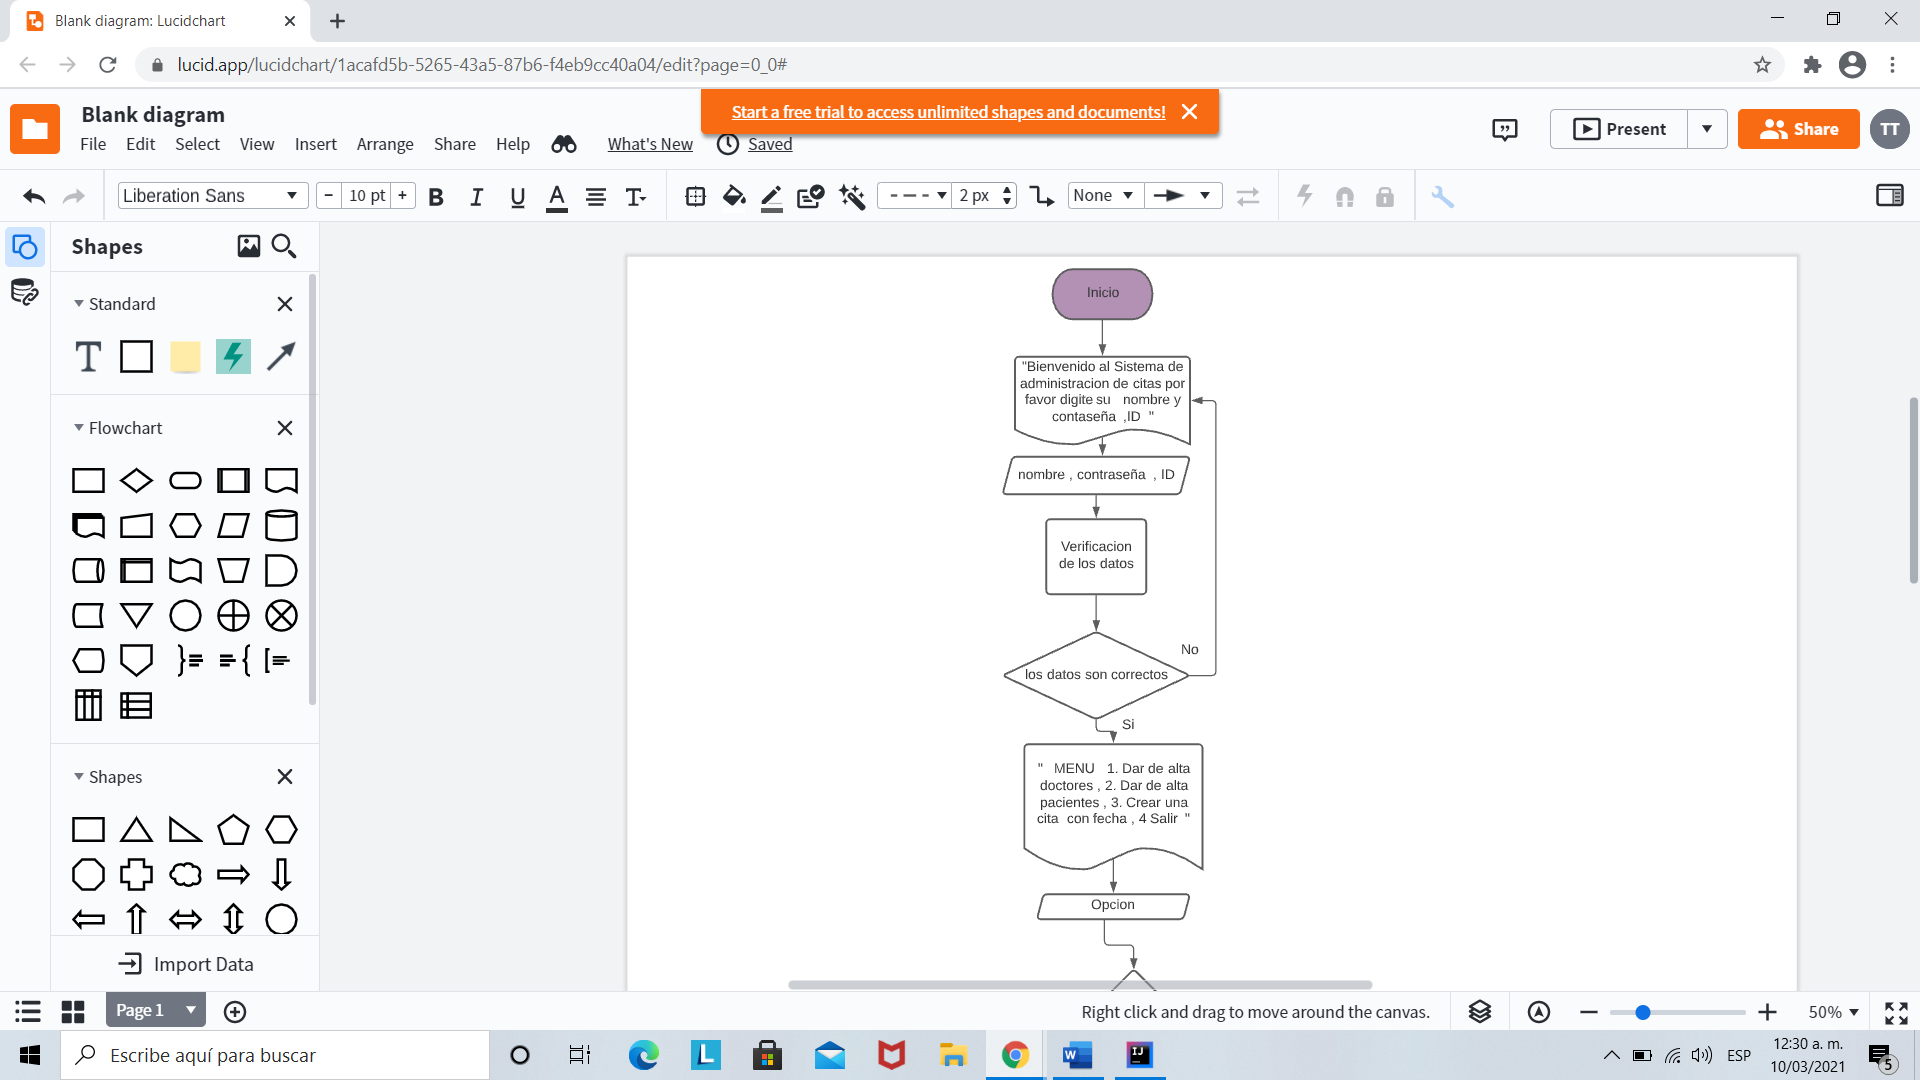 Blank diagram: Lucidchart
lucid.app/lucidchart/1acafd5b-5265-43a5-87b6-f4eb9cc40a04/edit?page=0_0#
Blank diagram
Start a free trial to access unlimited shapes and documents!
File Edit Select View Insert Arrange Share Help What's New Saved
Present
Share
TT
Liberation Sans
10 pt
2 px
None
Shapes
Standard
Flowchart
Shapes
Import Data
Inicio
"Bienvenido al Sistema de
administracion de citas por
favor digite su nombre y
contaseña ,ID "
nombre , contraseña , ID
Verificacion
de los datos
No
los datos son correctos
Si
" MENU 1. Dar de alta
doctores , 2. Dar de alta
pacientes , 3. Crear una
cita con fecha , 4 Salir "
Opcion
Page 1
Right click and drag to move around the canvas.
50%
Escribe aquí para buscar
ESP
12:30 a. m.
10/03/2021
5